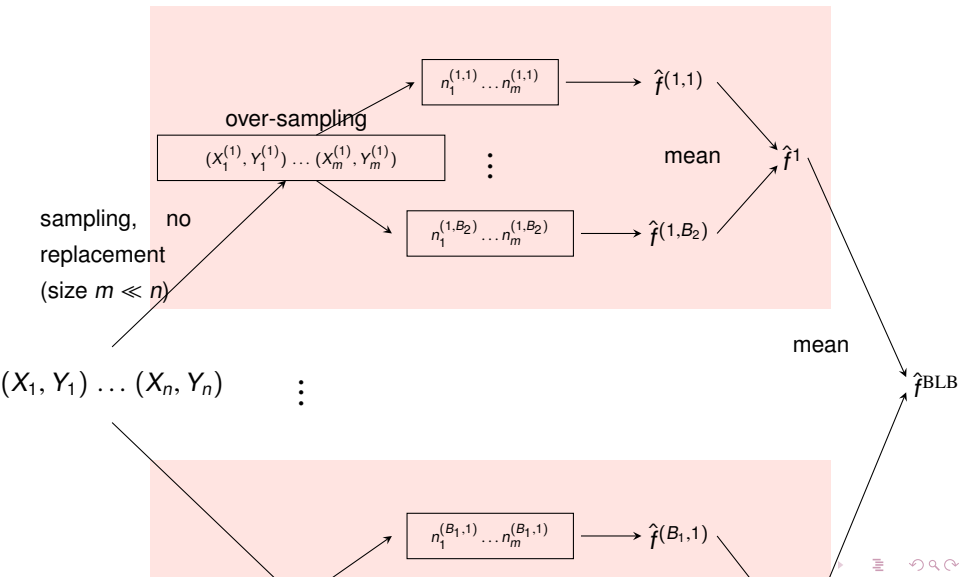 n_1^{(1,1)} … n_m^{(1,1)}
f̂^{(1,1)}
over-sampling
(X_1^{(1)}, Y_1^{(1)}) … (X_m^{(1)}, Y_m^{(1)})
⋮
mean
f̂^1
sampling, no
replacement
(size m ≪ n)
n_1^{(1,B_2)} … n_m^{(1,B_2)}
f̂^{(1,B_2)}
mean
(X_1, Y_1) … (X_n, Y_n)
⋮
f̂^{BLB}
n_1^{(B_1,1)} … n_m^{(B_1,1)}
f̂^{(B_1,1)}